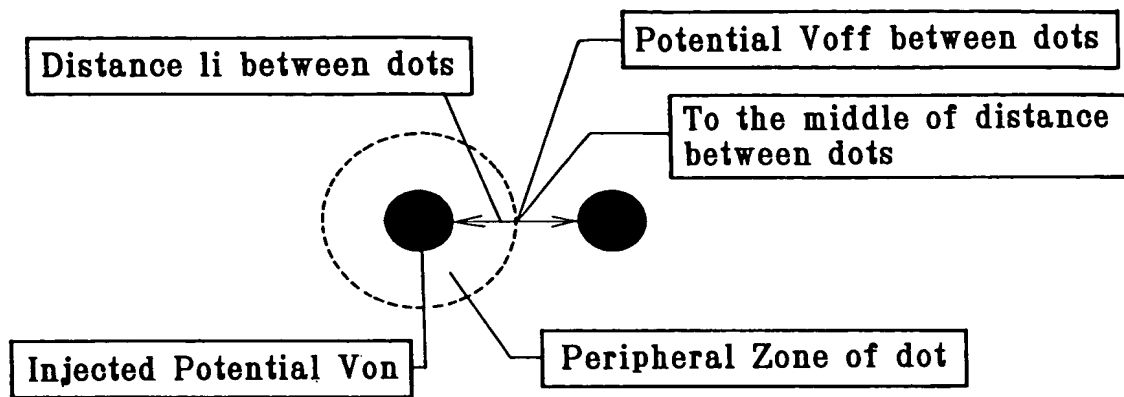 Potential Voff between dots
Distance li between dots
To the middle of distance
between dots
Injected Potential Von
Peripheral Zone of dot